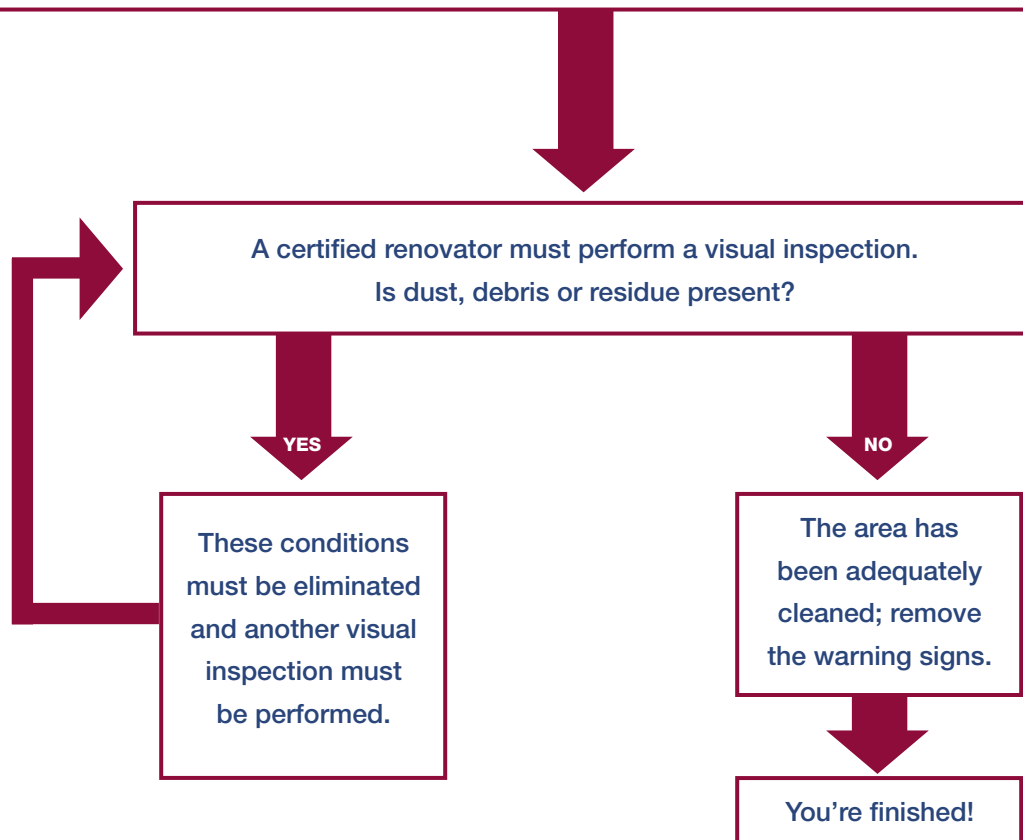 A certified renovator must perform a visual inspection.
Is dust, debris or residue present?
YES
NO
These conditions
must be eliminated
and another visual
inspection must
be performed.
The area has
been adequately
cleaned; remove
the warning signs.
You're finished!